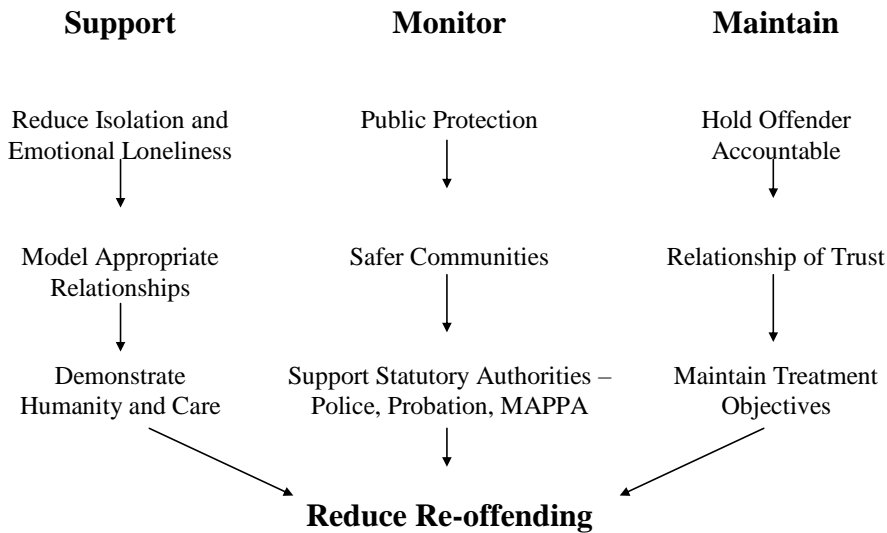 Support
Monitor
Maintain
Reduce Isolation and
Emotional Loneliness
Public Protection
Hold Offender
Accountable
Model Appropriate
Relationships
Safer Communities
Relationship of Trust
Demonstrate
Humanity and Care
Support Statutory Authorities –
Police, Probation, MAPPA
Maintain Treatment
Objectives
Reduce Re-offending